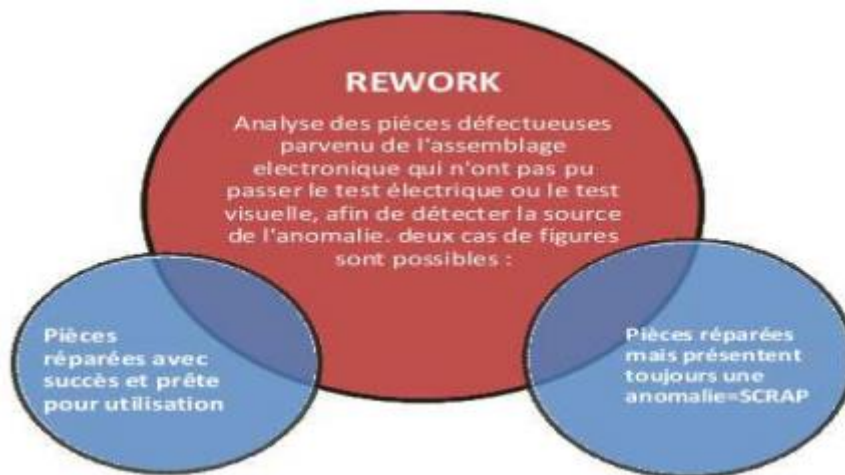 REWORK
Analyse des pièces défectueuses
parvenu de l'assemblage
electronique qui n'ont pas pu
passer le test électrique ou le test
visuelle, afin de détecter la source
de l'anomalie. deux cas de figures
sont possibles :
Pièces
réparées avec
succès et prête
pour utilisation
Pièces réparées
mais présentent
toujours une
anomalie=SCRAP